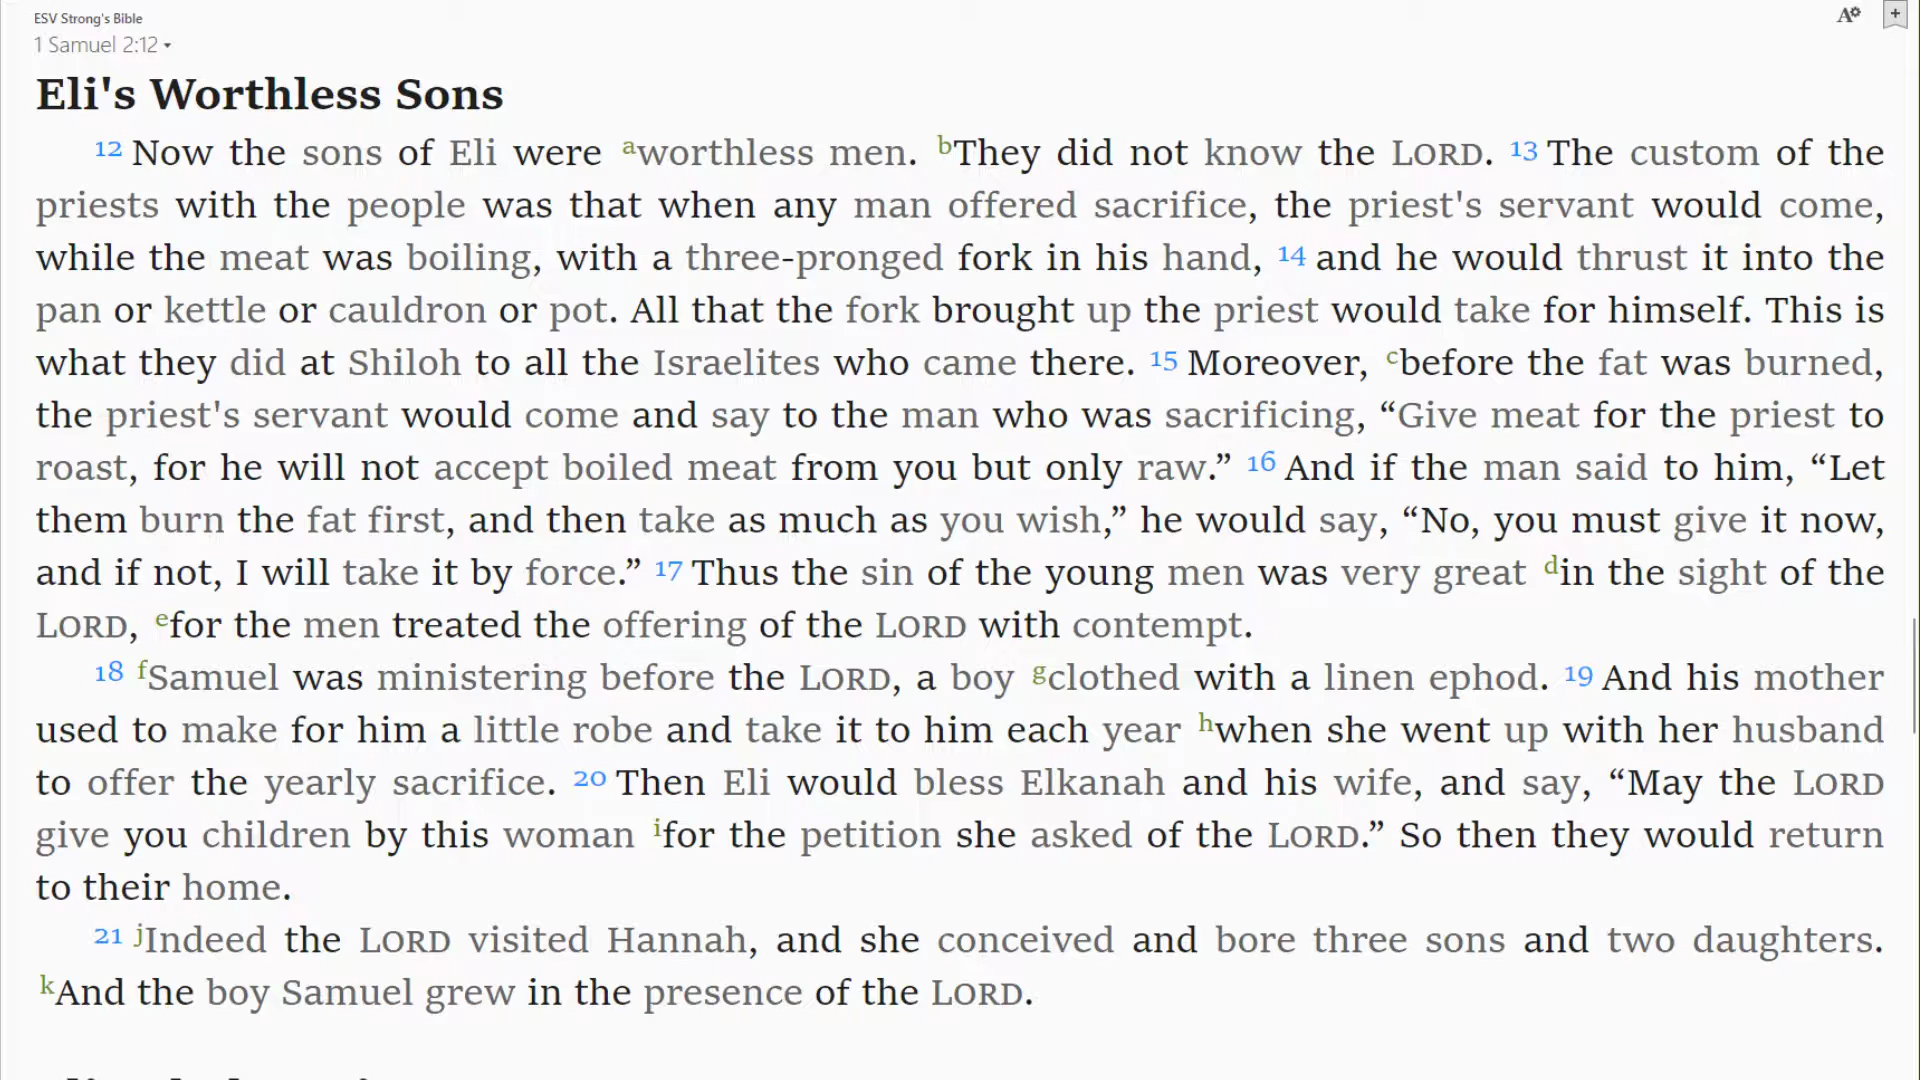 ESV Strong's Bible
1 Samuel 2:12
Eli's Worthless Sons
12 Now the sons of Eli were aworthless men. bThey did not know the LORD. 13 The custom of the
priests with the people was that when any man offered sacrifice, the priest's servant would come,
while the meat was boiling, with a three-pronged fork in his hand, 14 and he would thrust it into the
pan or kettle or cauldron or pot. All that the fork brought up the priest would take for himself. This is
what they did at Shiloh to all the Israelites who came there. 15 Moreover, cbefore the fat was burned,
the priest's servant would come and say to the man who was sacrificing, “Give meat for the priest to
roast, for he will not accept boiled meat from you but only raw.” 16 And if the man said to him, “Let
them burn the fat first, and then take as much as you wish,” he would say, “No, you must give it now,
and if not, I will take it by force.” 17 Thus the sin of the young men was very great din the sight of the
LORD, efor the men treated the offering of the LORD with contempt.
18 fSamuel was ministering before the LORD, a boy gclothed with a linen ephod. 19 And his mother
used to make for him a little robe and take it to him each year hwhen she went up with her husband
to offer the yearly sacrifice. 20 Then Eli would bless Elkanah and his wife, and say, “May the LORD
give you children by this woman ifor the petition she asked of the LORD.” So then they would return
to their home.
21 jIndeed the LORD visited Hannah, and she conceived and bore three sons and two daughters.
kAnd the boy Samuel grew in the presence of the LORD.